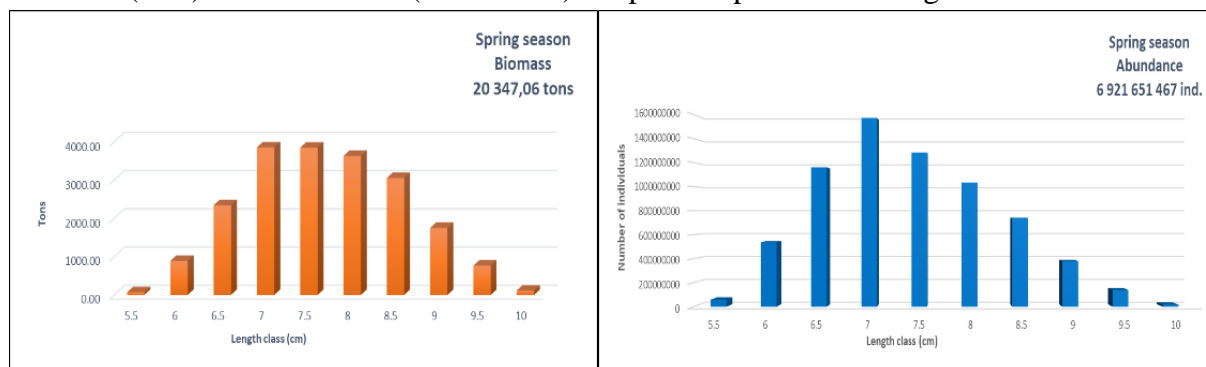 Spring season
Biomass
20 347,06 tons
4000.00
3000.00
2000.00
1000.00
0.00
Tons
5.5 6 6.5 7 7.5 8 8.5 9 9.5 10
Length class (cm)
Spring season
Abundance
6 921 651 467 ind.
1600000000
1400000000
1200000000
1000000000
800000000
600000000
400000000
200000000
0
Number of Individuals
5.5 6 6.5 7 7.5 8 8.5 9 9.5 10
Length class (cm)